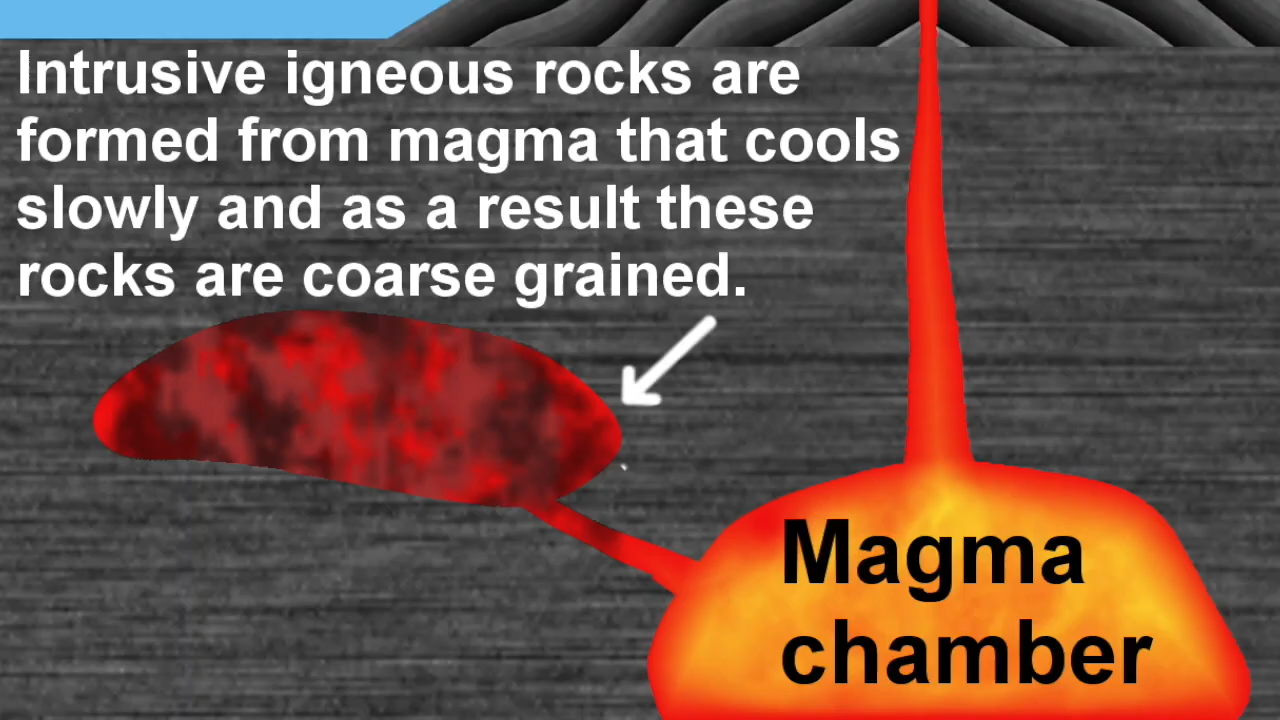 Intrusive igneous rocks are
formed from magma that cools
slowly and as a result these
rocks are coarse grained.
Magma
chamber